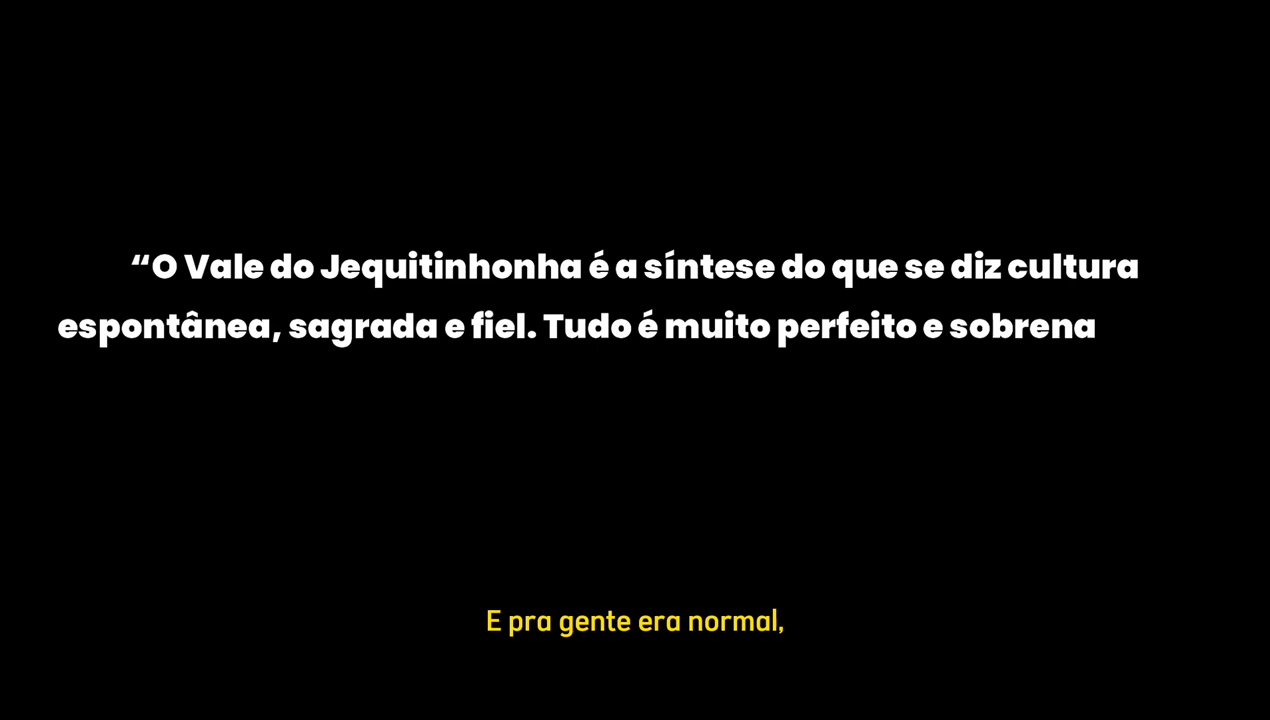 “O Vale do Jequitinhonha é a síntese do que se diz cultura
espontânea, sagrada e fiel. Tudo é muito perfeito e sobrena
E pra gente era normal,